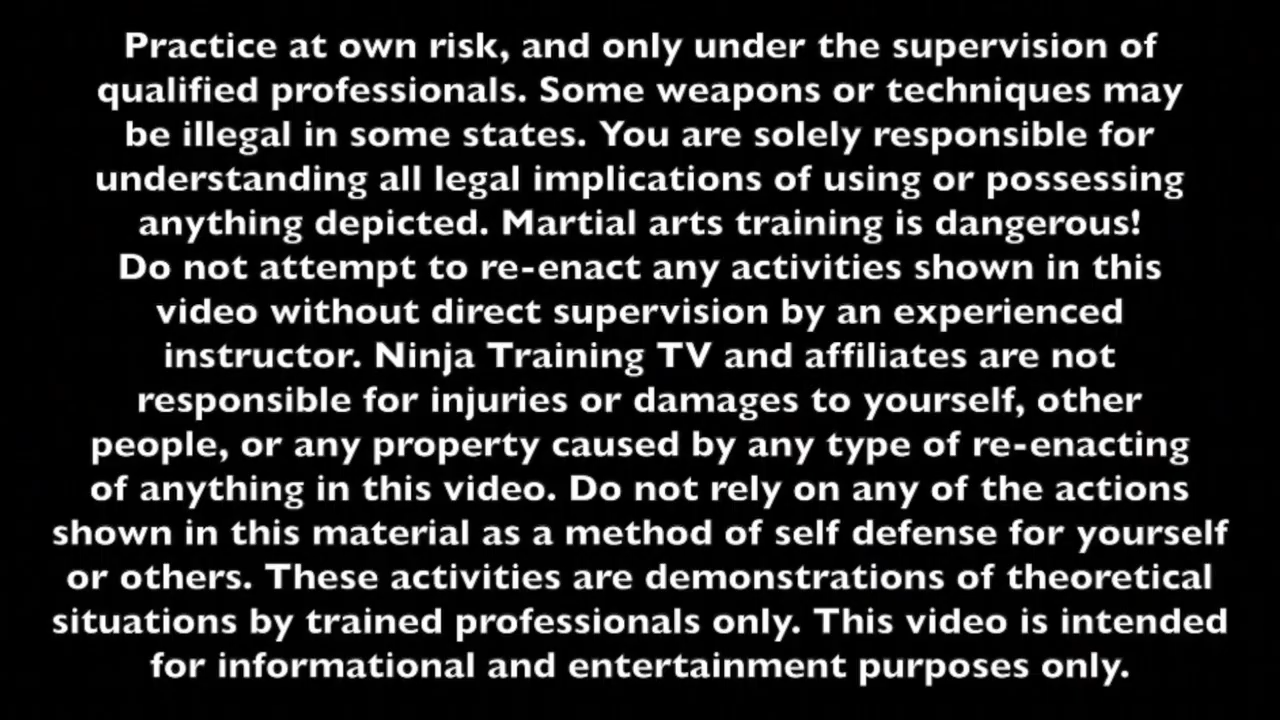 Practice at own risk, and only under the supervision of
qualified professionals. Some weapons or techniques may
be illegal in some states. You are solely responsible for
understanding all legal implications of using or possessing
anything depicted. Martial arts training is dangerous!
Do not attempt to re-enact any activities shown in this
video without direct supervision by an experienced
instructor. Ninja Training TV and affiliates are not
responsible for injuries or damages to yourself, other
people, or any property caused by any type of re-enacting
of anything in this video. Do not rely on any of the actions
shown in this material as a method of self defense for yourself
or others. These activities are demonstrations of theoretical
situations by trained professionals only. This video is intended
for informational and entertainment purposes only.